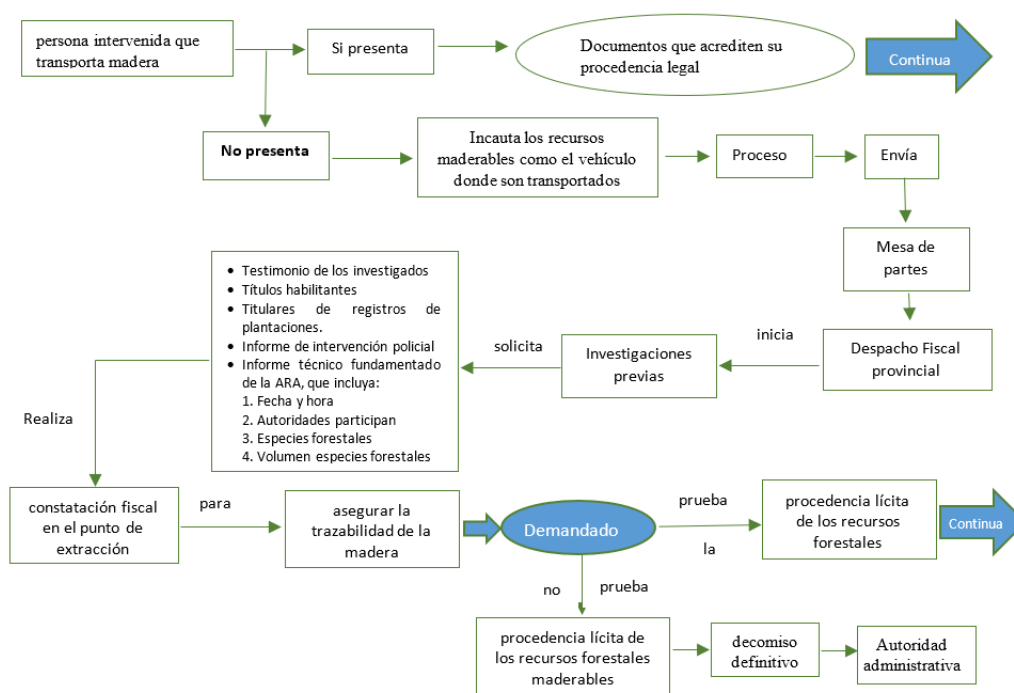 persona intervenida que
transporta madera
Si presenta
Documentos que acrediten su
procedencia legal
Continua
No presenta
Incauta los recursos
maderables como el vehículo
donde son transportados
Proceso
Envía
Mesa de
partes
Despacho Fiscal
provincial
inicia
Investigaciones
previas
solicita
• Testimonio de los investigados
• Títulos habilitantes
• Titulares de registros de
plantaciones.
• Informe de intervención policial
• Informe técnico fundamentado
de la ARA, que incluya:
1. Fecha y hora
2. Autoridades participan
3. Especies forestales
4. Volumen especies forestales
Realiza
constatación fiscal
en el punto de
extracción
para
asegurar la
trazabilidad de la
madera
Demandado
prueba
la
procedencia lícita
de los recursos
forestales
Continua
no prueba
procedencia lícita de
los recursos forestales
maderables
decomiso
definitivo
Autoridad
administrativa